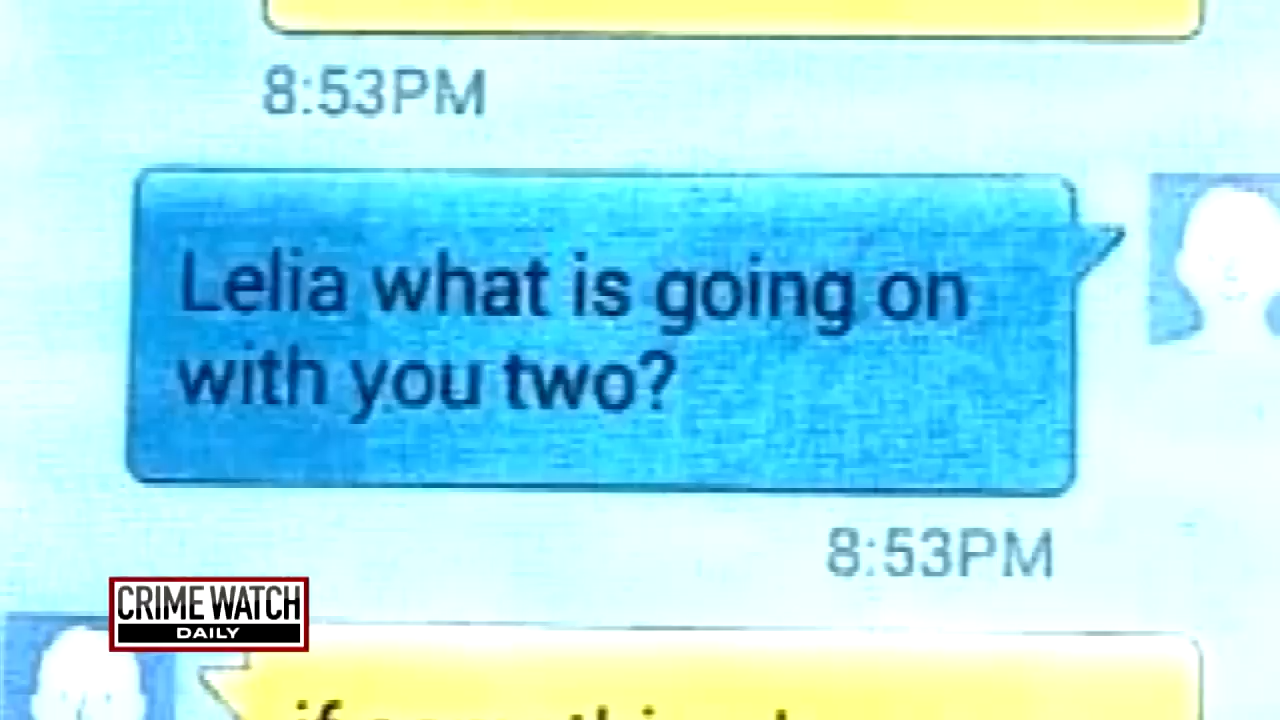 8:53PM
Lelia what is going on
with you two?
8:53PM
CRIME WATCH
DAILY